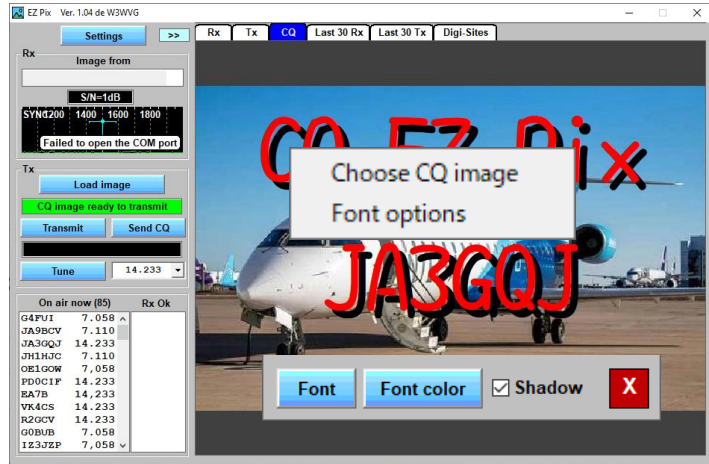 EZ Pix Ver. 1.04 de W3WVG
Settings >>
Rx Tx CQ Last 30 Rx Last 30 Tx Digi-Sites
Rx
Image from
S/N=1dB
SYNC1200 1400 1600 1800
Failed to open the COM port
Tx
Load image
CQ image ready to transmit
Transmit Send CQ
Tune 14.233
On air now (85) Rx Ok
G4FUI 7.058
JA9BCV 7.110
JA3GQJ 14.233
JH1HJC 7.110
OE1GOW 7,058
PD0CIF 14.233
EA7B 14,233
VK4CS 14.233
R2GCV 14.233
G0BUB 7.058
IZ3JZP 7,058
CQ EZ Pix
Choose CQ image
Font options
JA3GQJ
Font Font color Shadow X